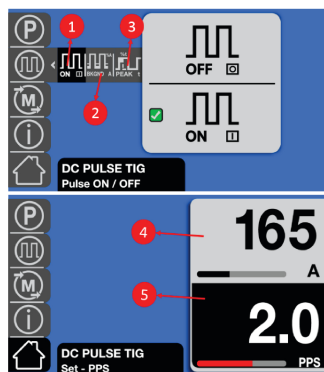 P
1
3
ON I
BKGND A
PEAK t
2
OFF O
ON I
M
i
DC PULSE TIG
Pulse ON / OFF
P
M
i
4
165
A
5
2.0
PPS
DC PULSE TIG
Set - PPS